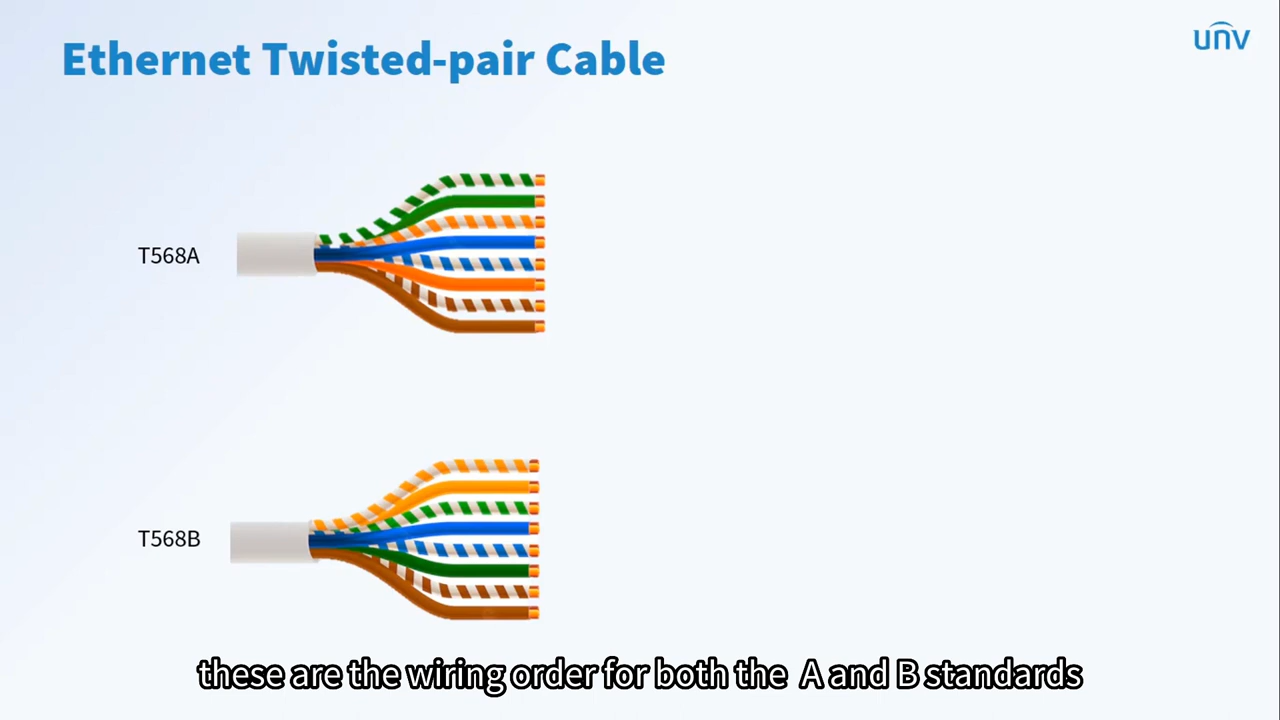 Ethernet Twisted-pair Cable
unv
T568A
T568B
these are the wiring order for both the A and B standards